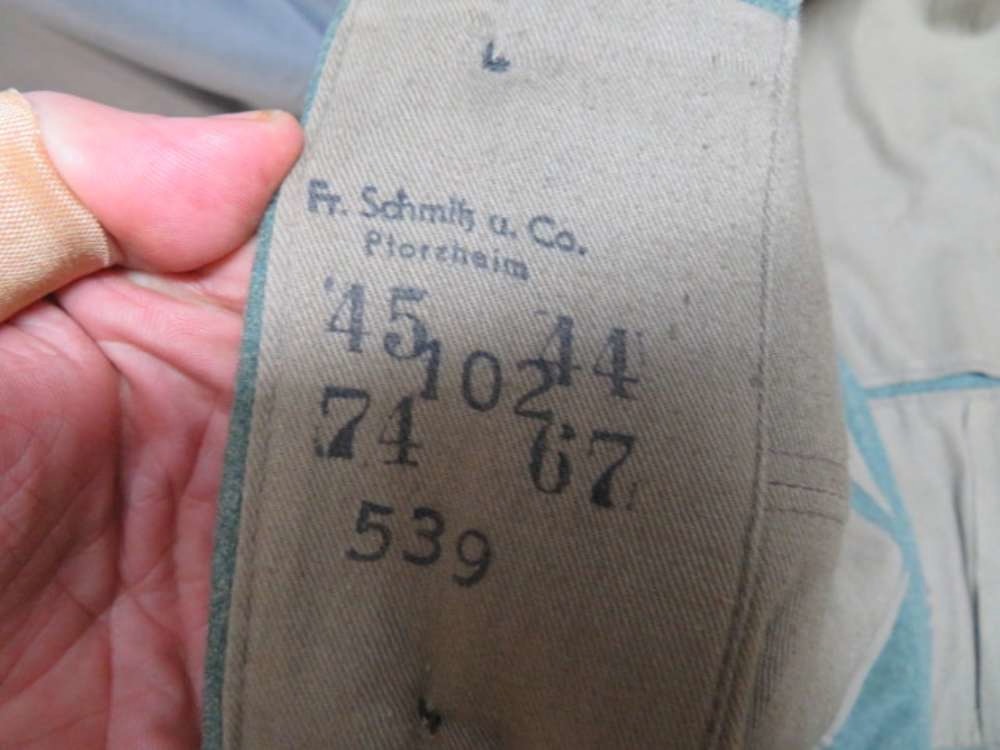 Fr. Schmitz u. Co.
Pforzheim
45 44
102
74 67
539